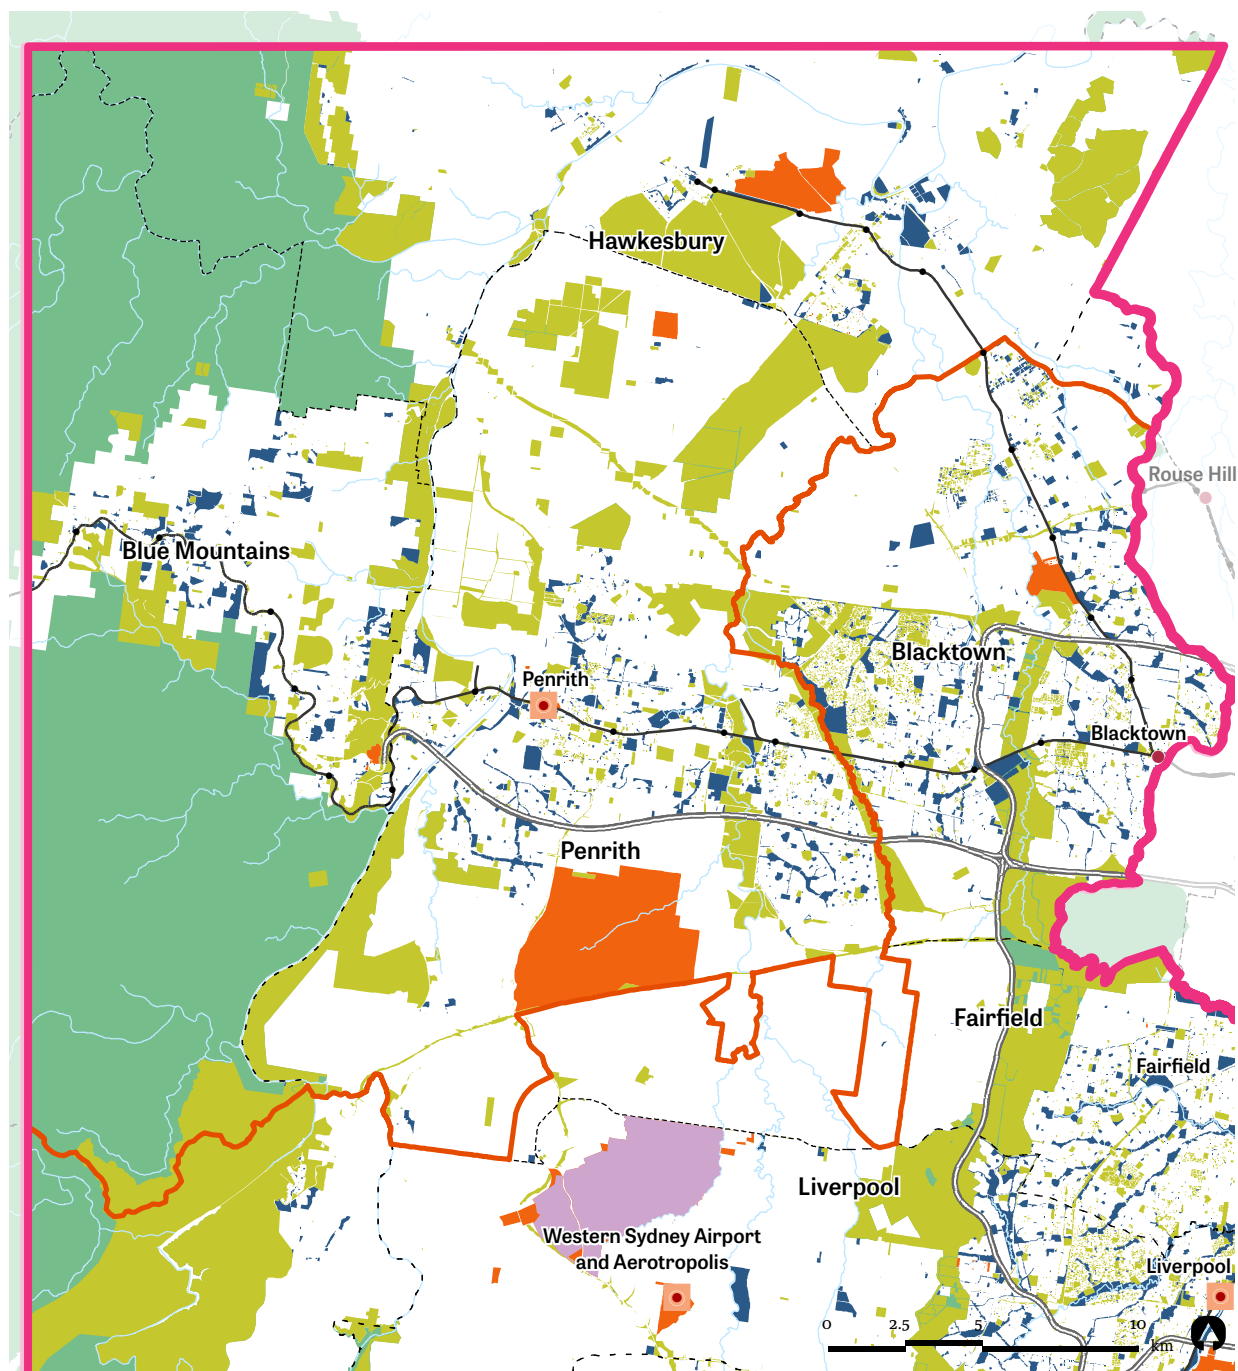 Hawkesbury
Rouse Hill
Blue Mountains
Blacktown
Penrith
Blacktown
Penrith
Fairfield
Fairfield
Liverpool
Western Sydney Airport
and Aerotropolis
Liverpool
0 2.5 5 10
km